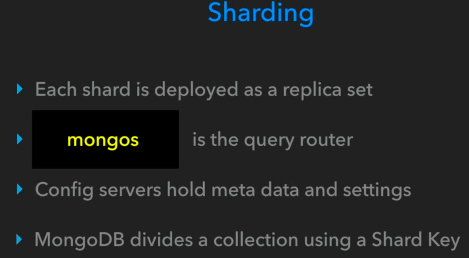 Sharding
Each shard is deployed as a replica set
mongos is the query router
Config servers hold meta data and settings
MongoDB divides a collection using a Shard Key